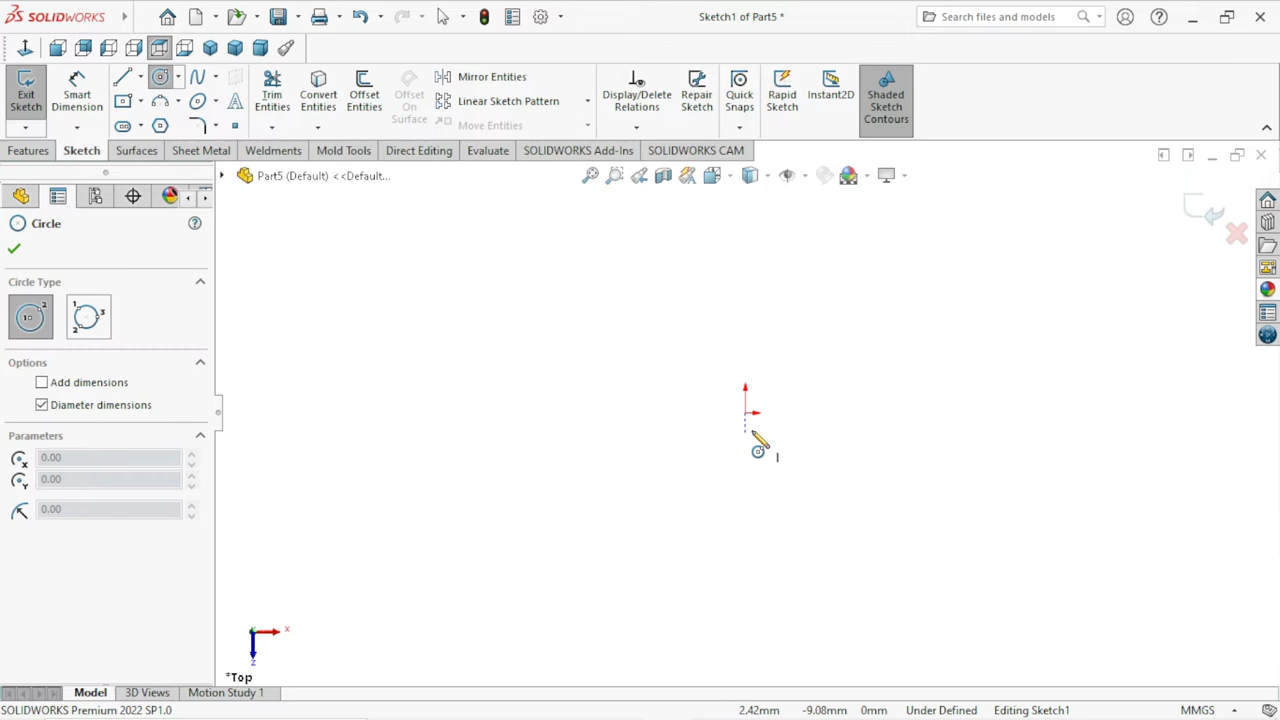 SOLIDWORKS
Sketch1 of Part5 *
Search files and models
Exit Sketch
Smart Dimension
Trim Entities
Convert Entities
Offset Entities
Offset On Surface
Mirror Entities
Linear Sketch Pattern
Move Entities
Display/Delete Relations
Repair Sketch
Quick Snaps
Rapid Sketch
Instant2D
Shaded Sketch Contours
Features
Sketch
Surfaces
Sheet Metal
Weldments
Mold Tools
Direct Editing
Evaluate
SOLIDWORKS Add-Ins
SOLIDWORKS CAM
Part5 (Default) <<Default...
Circle
Circle Type
1 2
1 2 3
Options
Add dimensions
Diameter dimensions
Parameters
X 0.00
Y 0.00
0.00
Y
X
Z
*Top
Model
3D Views
Motion Study 1
SOLIDWORKS Premium 2022 SP1.0
2.42mm
-9.08mm
0mm
Under Defined
Editing Sketch1
MMGS